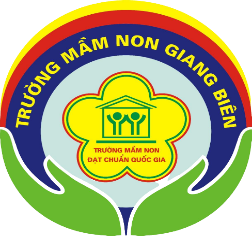 TRƯỜNG MẦM NON GIANG BIÊN
TRƯỜNG MẦM NON
ĐẠT CHUẨN QUỐC GIA